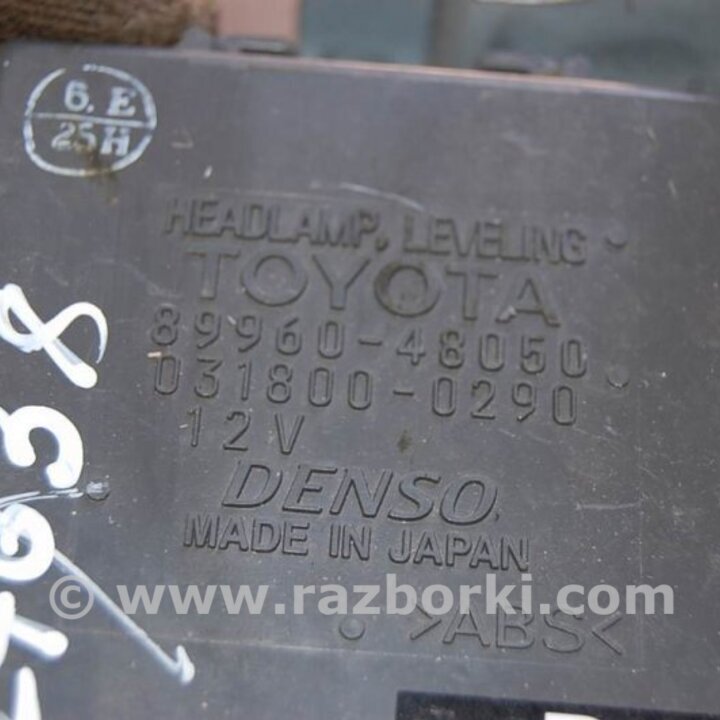 6.E
25H
HEADLAMP, LEVELING
TOYOTA
89960-48050
031800-0290
12V
DENSO
MADE IN JAPAN
© www.razborki.com
>ABS<